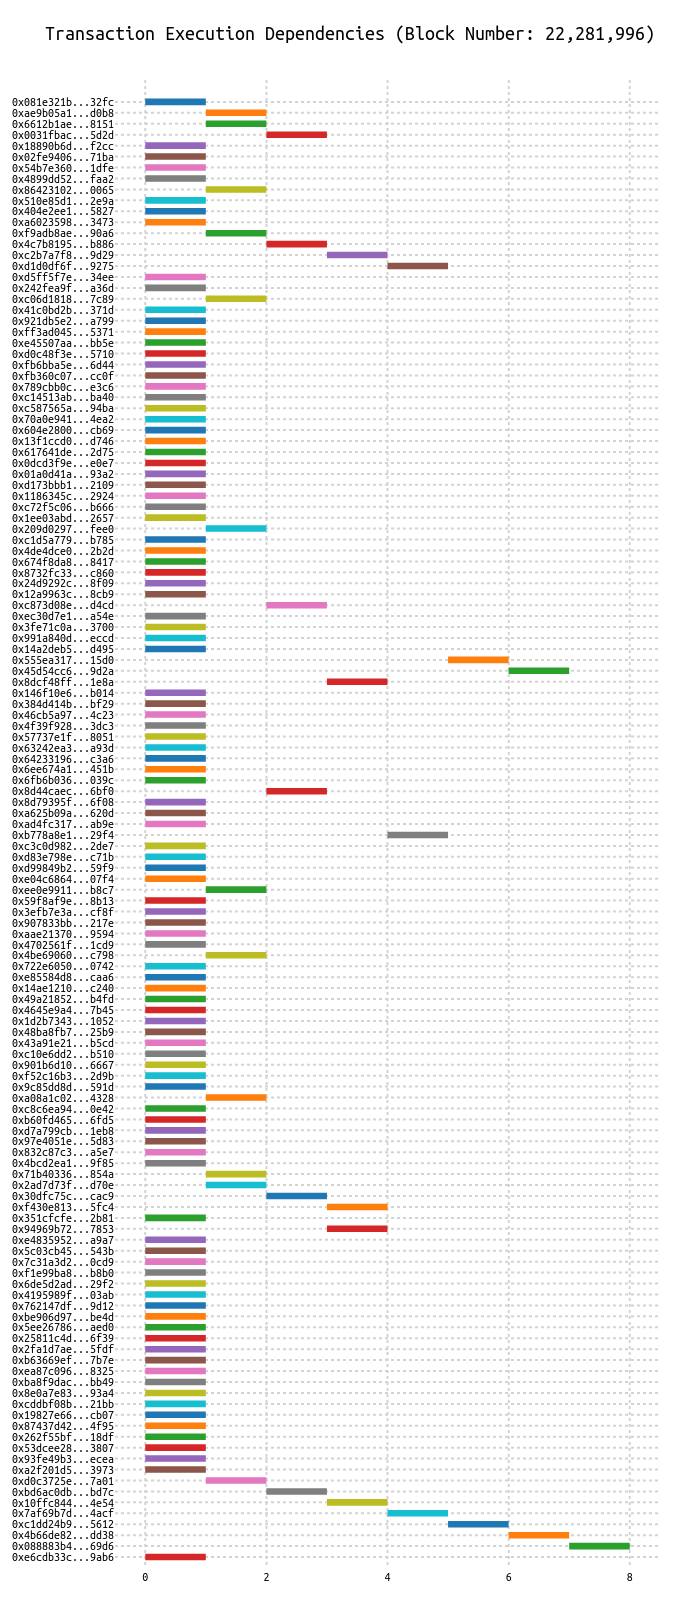 Transaction Execution Dependencies (Block Number: 22,281,996)
0x081e321b...32fc
0xae9b05a1...d0b8
0x6612b1ae...8151
0x0031fbac...5d2d
0x18890b6d...f2cc
0x02fe9406...71ba
0x54b7e360...1dfe
0x4899dd52...faa2
0x86423102...0065
0x510e85d1...2e9a
0x404e2ee1...5827
0xa6023598...3473
0xf9adb8ae...90a6
0x4c7b8195...b886
0xc2b7a7f8...9d29
0xd1d0df6f...9275
0xd5ff5f7e...34ee
0x242fea9f...a36d
0xc06d1818...7c89
0x41c0bd2b...371d
0x921db5e2...a799
0xff3ad045...5371
0xe45507aa...bb5e
0xd0c48f3e...5710
0xfb6bba5e...6d44
0xfb360c07...cc0f
0x789cbb0c...e3c6
0xc14513ab...ba40
0xc587565a...94ba
0x70a0e941...4ea2
0x604e2800...cb69
0x13f1ccd0...d746
0x617641de...2d75
0x0dcd3f9e...e0e7
0x01a0d41a...93a2
0xd173bbb1...2109
0x1186345c...2924
0xc72f5c06...b666
0x1ee03abd...2657
0x209d0297...fee0
0xc1d5a779...b785
0x4de4dce0...2b2d
0x674f8da8...8417
0x8732fc33...c860
0x24d9292c...8f09
0x12a9963c...8cb9
0xc873d08e...d4cd
0xec30d7e1...a54e
0x3fe71c0a...3700
0x991a840d...eccd
0x14a2deb5...d495
0x555ea317...15d0
0x45d54cc6...9d2a
0x8dcf48ff...1e8a
0x146f10e6...b014
0x384d414b...bf29
0x46cb5a97...4c23
0x4f39f928...3dc3
0x57737e1f...8051
0x63242ea3...a93d
0x64233196...c3a6
0x6ee674a1...451b
0x6fb6b036...039c
0x8d44caec...6bf0
0x8d79395f...6f08
0xa625b09a...620d
0xad4fc317...ab9e
0xb778a8e1...29f4
0xc3c0d982...2de7
0xd83e798e...c71b
0xd99849b2...59f9
0xe04c6864...07f4
0xee0e9911...b8c7
0x59f8af9e...8b13
0x3efb7e3a...cf8f
0x907833bb...217e
0xaae21370...9594
0x4702561f...1cd9
0x4be69060...c798
0x722e6050...0742
0xe85584d8...caa6
0x14ae1210...c240
0x49a21852...b4fd
0x4645e9a4...7b45
0x1d2b7343...1052
0x48ba8fb7...25b9
0x43a91e21...b5cd
0xc10e6dd2...b510
0x901b6d10...6667
0xf52c16b3...2d9b
0x9c85dd8d...591d
0xa08a1c02...4328
0xc8c6ea94...0e42
0xb60fd465...6fd5
0xd7a799cb...1eb8
0x97e4051e...5d83
0x832c87c3...a5e7
0x4bcd2ea1...9f85
0x71b40336...854a
0x2ad7d73f...d70e
0x30dfc75c...cac9
0xf430e813...5fc4
0x351cfcfe...2b81
0x94969b72...7853
0xe4835952...a9a7
0x5c03cb45...543b
0x7c31a3d2...0cd9
0xf1e99ba8...b8b0
0x6de5d2ad...29f2
0x4195989f...03ab
0x762147df...9d12
0xbe906d97...be4d
0x5ee26786...aed0
0x25811c4d...6f39
0x2fa1d7ae...5fdf
0xb63669ef...7b7e
0xea87c096...8325
0xba8f9dac...bb49
0x8e0a7e83...93a4
0xcddbf08b...21bb
0x19827e66...cb07
0x87437d42...4f95
0x262f55bf...18df
0x53dcee28...3807
0x93fe49b3...ecea
0xa2f201d5...3973
0xd0c3725e...7a01
0xbd6ac0db...bd7c
0x10ffc844...4e54
0x7af69b7d...4acf
0xc1dd24b9...5612
0x4b66de82...dd38
0x088883b4...69d6
0xe6cdb33c...9ab6
0 2 4 6 8